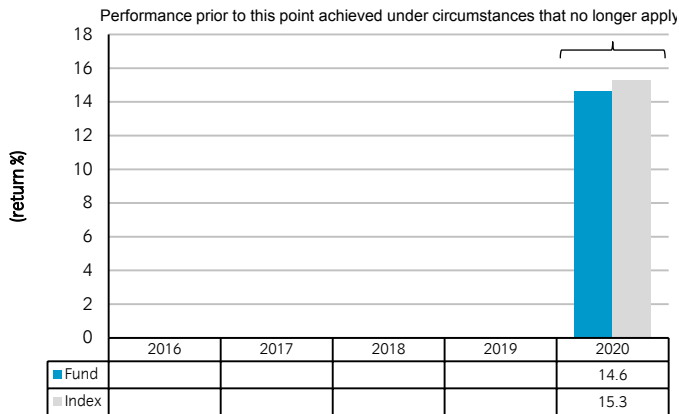 Performance prior to this point achieved under circumstances that no longer apply
18
16
14
12
10
8
6
4
2
0
(return %)
2016 2017 2018 2019 2020
Fund 14.6
Index 15.3